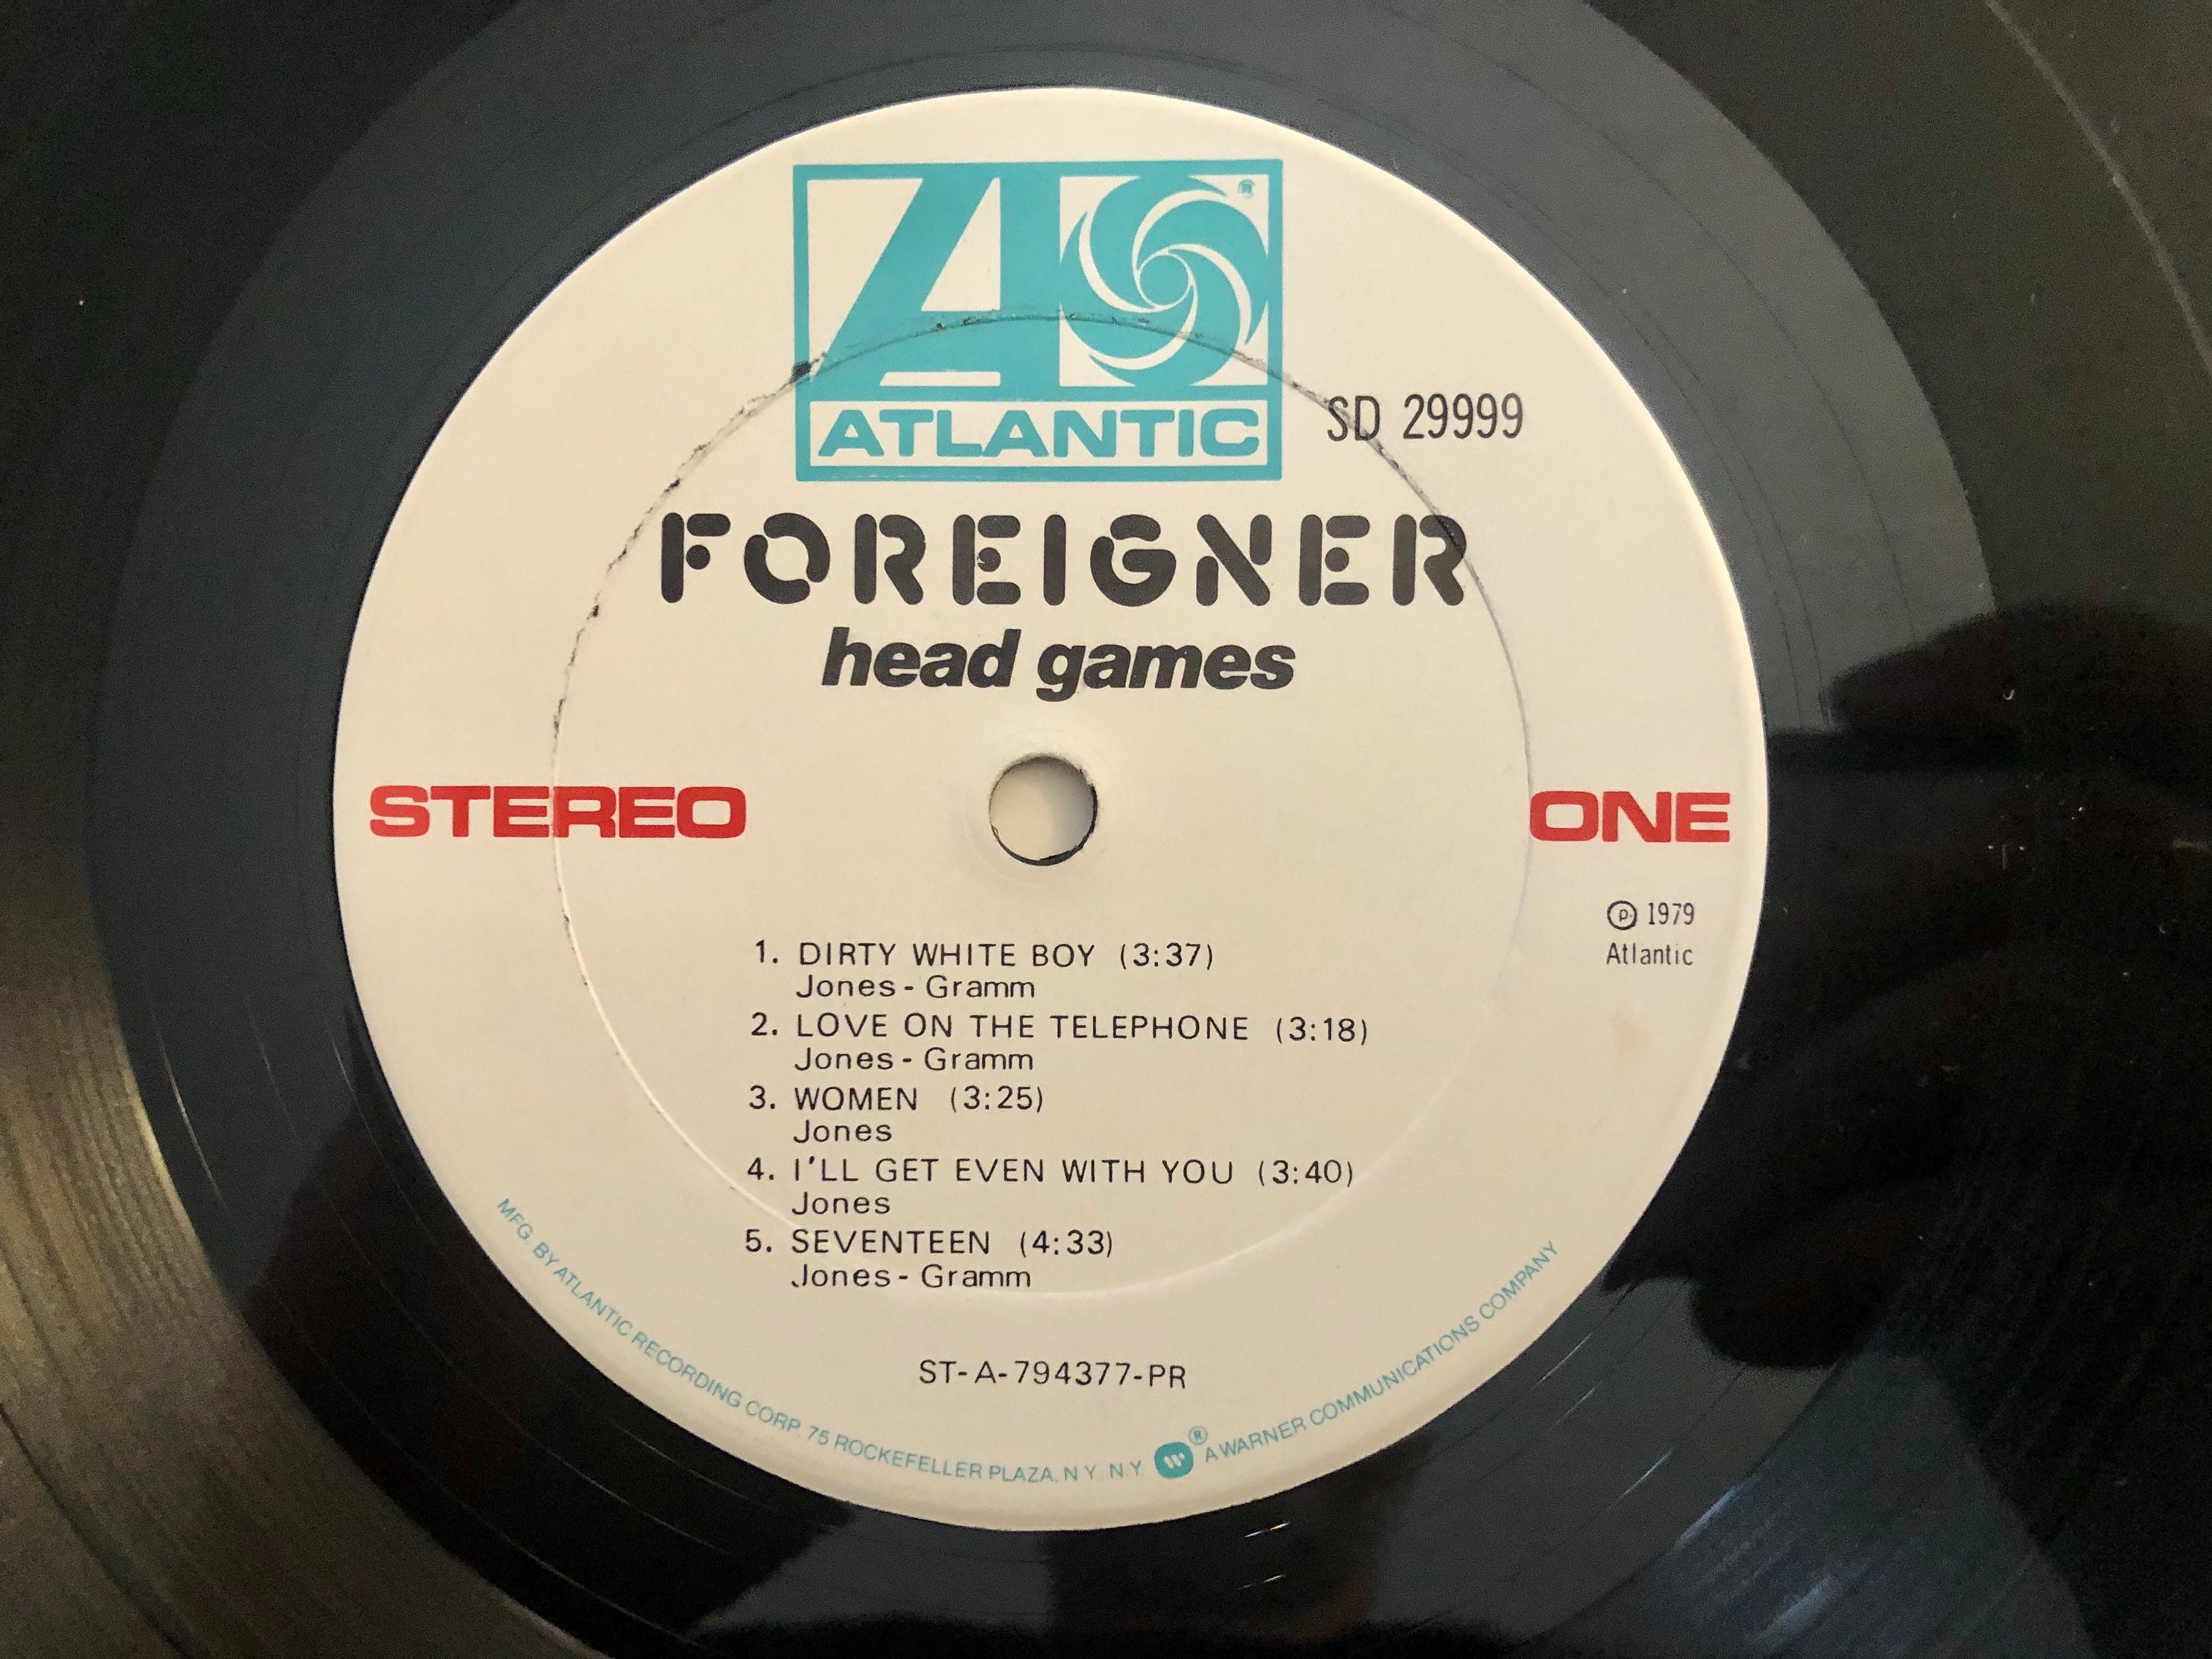 ATLANTIC
SD 29999
FOREIGNER
head games
STEREO
ONE
℗ 1979
Atlantic
1. DIRTY WHITE BOY (3:37)
Jones - Gramm
2. LOVE ON THE TELEPHONE (3:18)
Jones - Gramm
3. WOMEN (3:25)
Jones
4. I'LL GET EVEN WITH YOU (3:40)
Jones
5. SEVENTEEN (4:33)
Jones - Gramm
ST-A-794377-PR
MFG. BY ATLANTIC RECORDING CORP. 75 ROCKEFELLER PLAZA. N.Y. N.Y. ® A WARNER COMMUNICATIONS COMPANY